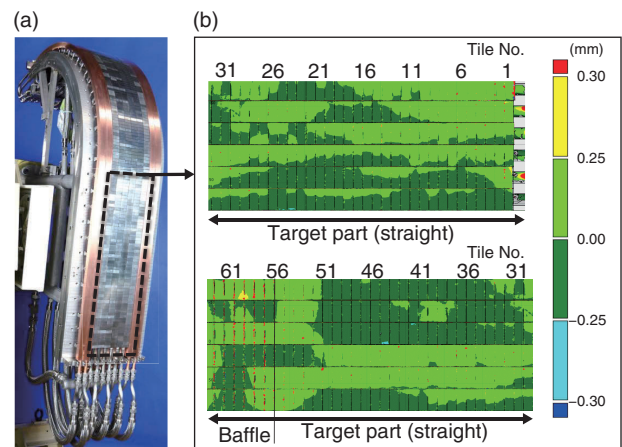 (a)
(b)
Tile No.
31 26 21 16 11 6 1
Target part (straight)
Tile No.
61 56 51 46 41 36 31
Baffle
Target part (straight)
(mm)
0.30
0.25
0.00
−0.25
−0.30